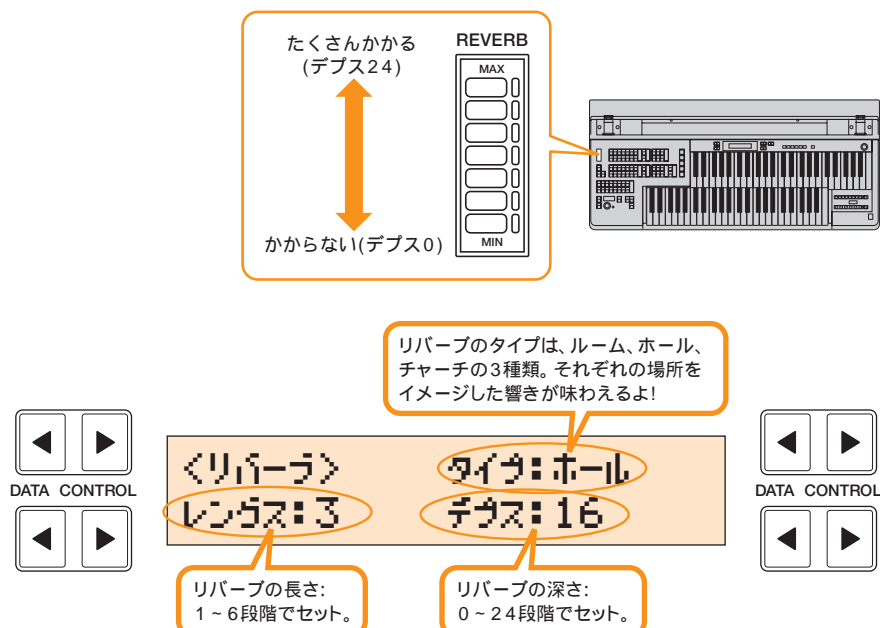 たくさんかかる
(デプス24)
かからない(デプス0)
REVERB
MAX
MIN
リバーブのタイプは、ルーム、ホール、
チャーチの3種類。それぞれの場所を
イメージした響きが味わえるよ!
DATA CONTROL
<リバーブ> タイプ:ホール
レングス:3 デプス:16
DATA CONTROL
リバーブの長さ:
1~6段階でセット。
リバーブの深さ:
0~24段階でセット。